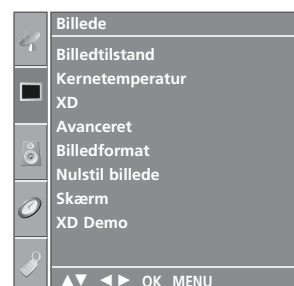 Billede
Billedtilstand
Kernetemperatur
XD
Avanceret
Billedformat
Nulstil billede
Skærm
XD Demo
▲▼ ◄► OK MENU